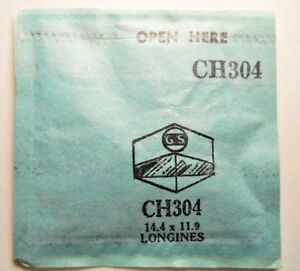 OPEN HERE
CH304
GS
CH304
14.4 x 11.9
LONGINES